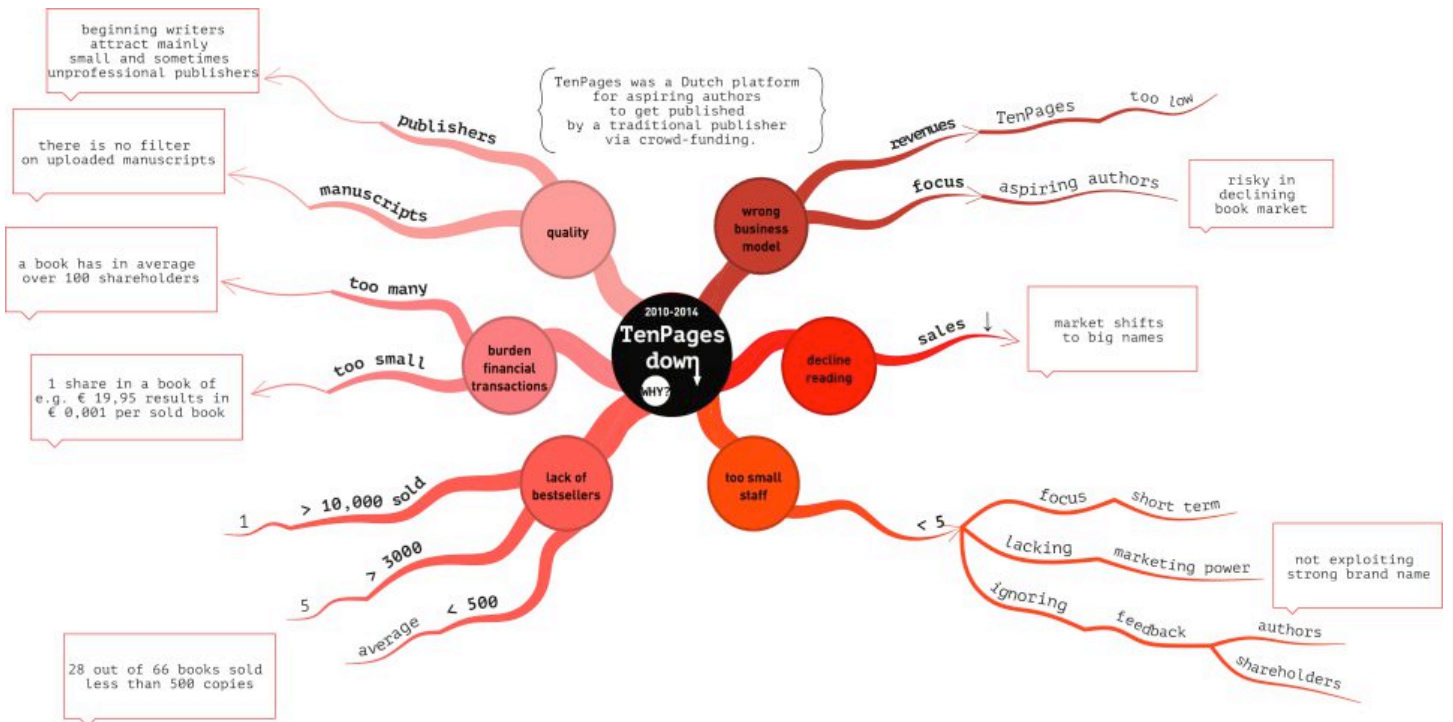 beginning writers
attract mainly
small and sometimes
unprofessional publishers
there is no filter
on uploaded manuscripts
publishers
manuscripts
quality
{TenPages was a Dutch platform
for aspiring authors
to get published
by a traditional publisher
via crowd-funding.}
revenues
TenPages
too low
focus
aspiring authors
risky in
declining
book market
wrong
business
model
a book has in average
over 100 shareholders
1 share in a book of
e.g. € 19,95 results in
€ 0,001 per sold book
too many
too small
burden
financial
transactions
2010-2014
TenPages
down
WHY?
decline
reading
sales ↓
market shifts
to big names
lack of
bestsellers
> 10,000 sold
1
> 3000
5
< 500
average
28 out of 66 books sold
less than 500 copies
too small
staff
< 5
focus
short term
lacking
marketing power
not exploiting
strong brand name
ignoring
feedback
authors
shareholders